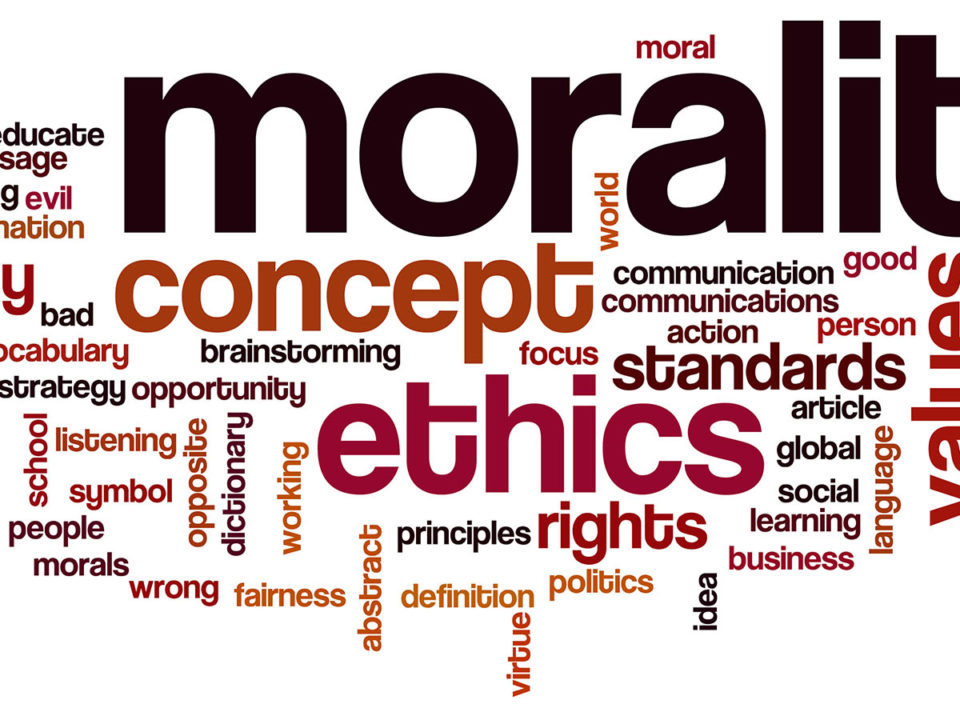 moral
moralit
educate
sage
g evil
nation
world
concept
communication
good
y
communications
values
bad
action
person
ocabulary
brainstorming
focus
standards
strategy
opportunity
ethics
article
school
listening
opposite
dictionary
working
global
language
symbol
social
people
principles
rights
learning
morals
abstract
business
wrong
fairness
definition
politics
idea
virtue